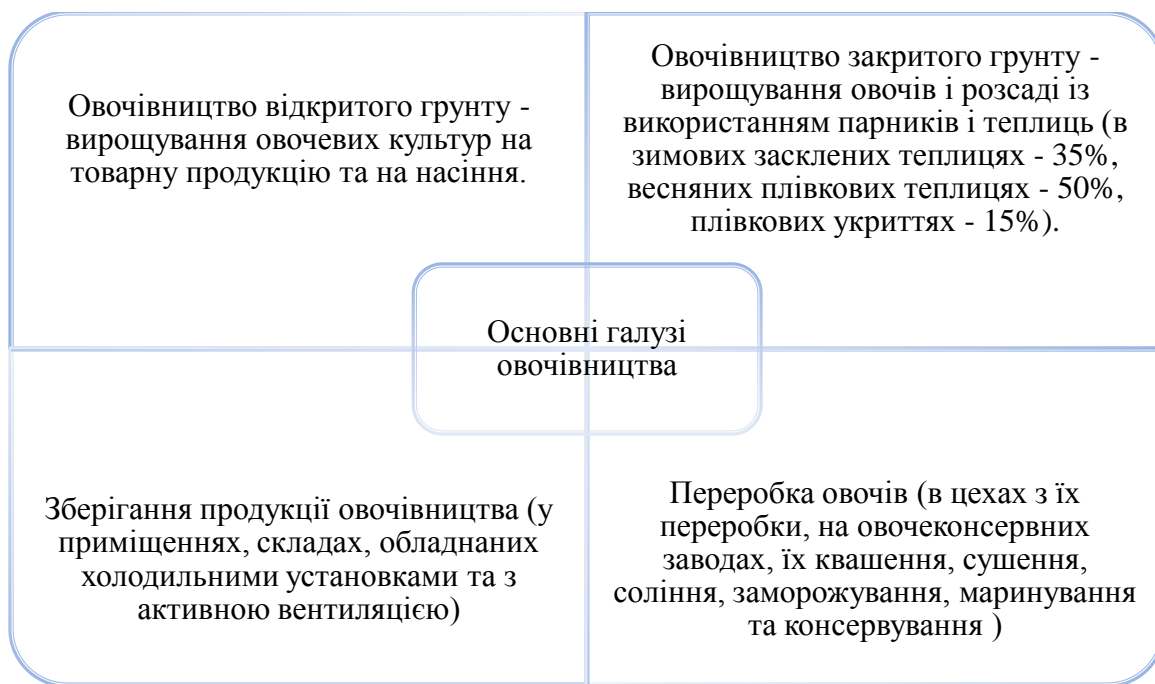 Овочівництво відкритого грунту -
вирощування овочевих культур на
товарну продукцію та на насіння.
Овочівництво закритого грунту -
вирощування овочів і розсаді із
використанням парників і теплиць (в
зимових засклених теплицях - 35%,
весняних плівкових теплицях - 50%,
плівкових укриттях - 15%).
Основні галузі
овочівництва
Зберігання продукції овочівництва (у
приміщеннях, складах, обладнаних
холодильними установками та з
активною вентиляцією)
Переробка овочів (в цехах з їх
переробки, на овочеконсервних
заводах, їх квашення, сушення,
соління, заморожування, маринування
та консервування )